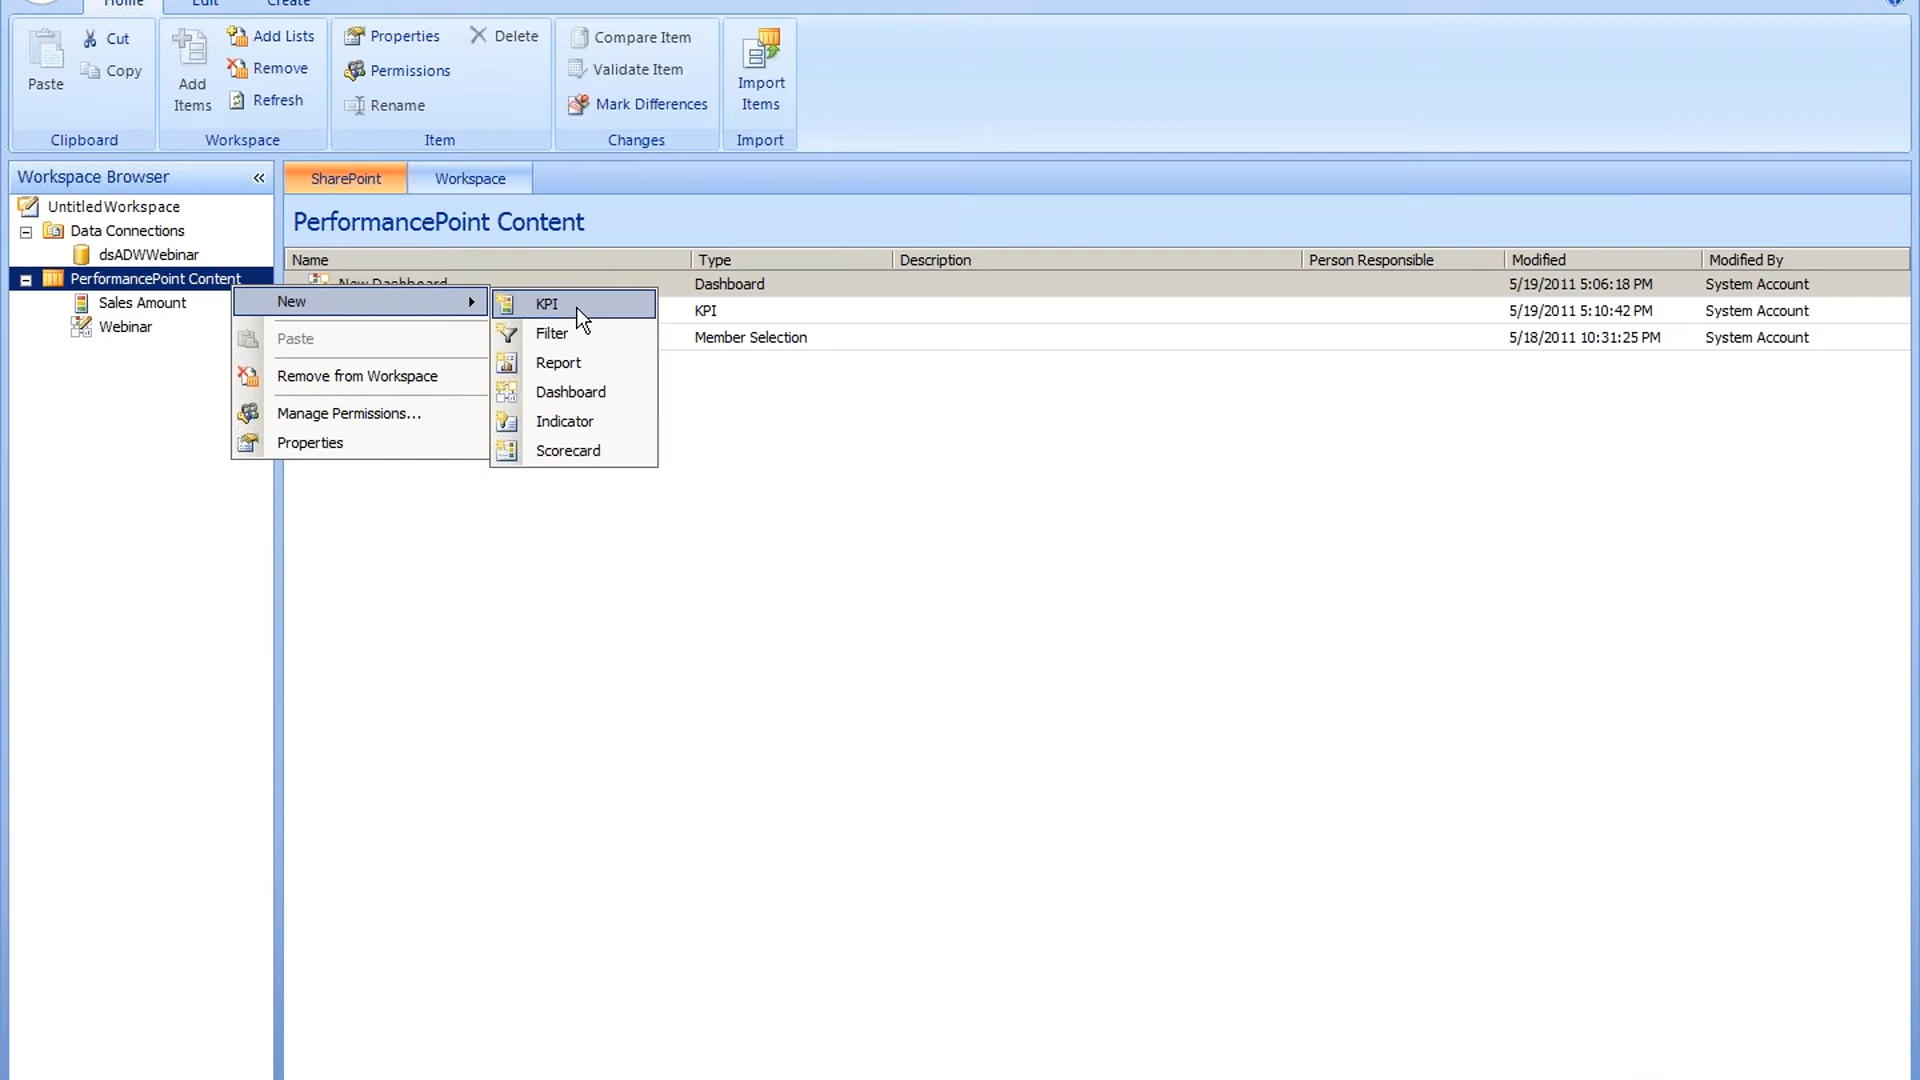 Home Edit Create
Cut
Copy
Paste
Clipboard
Add Items
Add Lists
Remove
Refresh
Workspace
Properties
Delete
Permissions
Rename
Item
Compare Item
Validate Item
Mark Differences
Changes
Import Items
Import
Workspace Browser «
Untitled Workspace
Data Connections
dsADWWebinar
PerformancePoint Content
Sales Amount
Webinar
SharePoint Workspace
PerformancePoint Content
Name Type Description Person Responsible Modified Modified By
New Dashboard Dashboard 5/19/2011 5:06:18 PM System Account
KPI 5/19/2011 5:10:42 PM System Account
Member Selection 5/18/2011 10:31:25 PM System Account
New
Paste
Remove from Workspace
Manage Permissions...
Properties
KPI
Filter
Report
Dashboard
Indicator
Scorecard